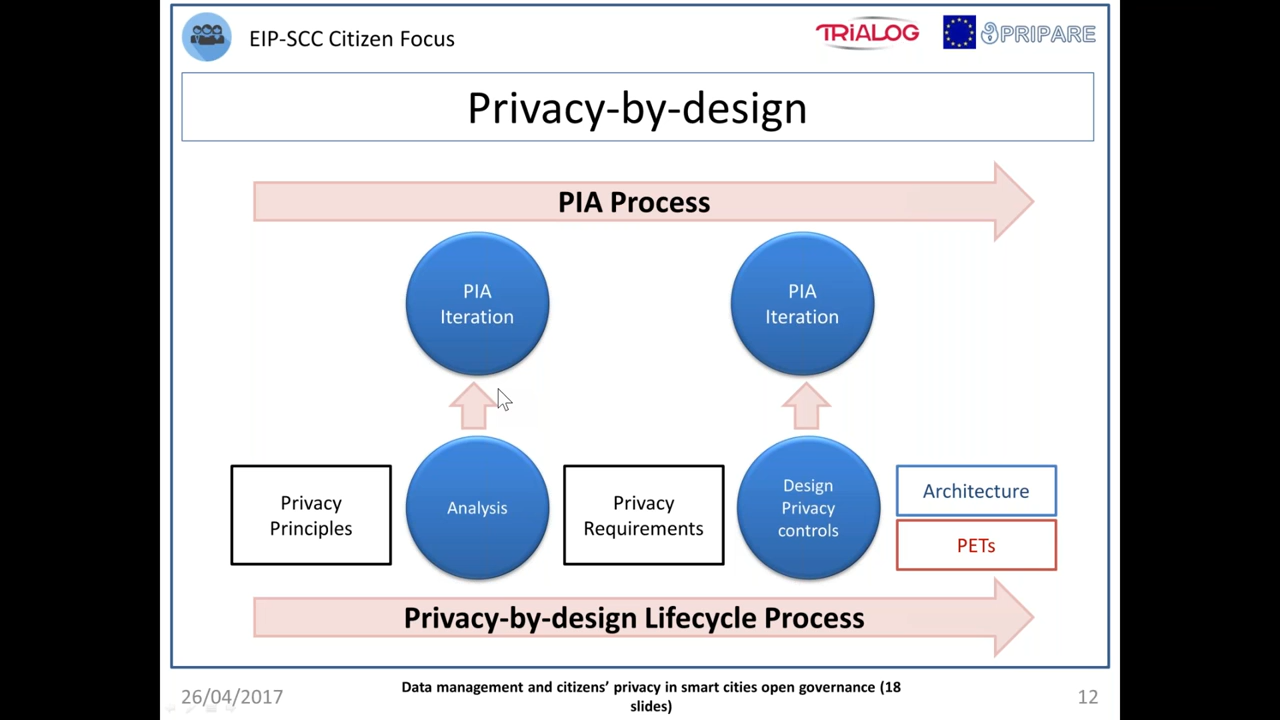 EIP-SCC Citizen Focus
TRiALOG
PRIPARE
Privacy-by-design
PIA Process
PIA
Iteration
PIA
Iteration
Privacy
Principles
Analysis
Privacy
Requirements
Design
Privacy
controls
Architecture
PETs
Privacy-by-design Lifecycle Process
26/04/2017
Data management and citizens’ privacy in smart cities open governance (18
slides)
12